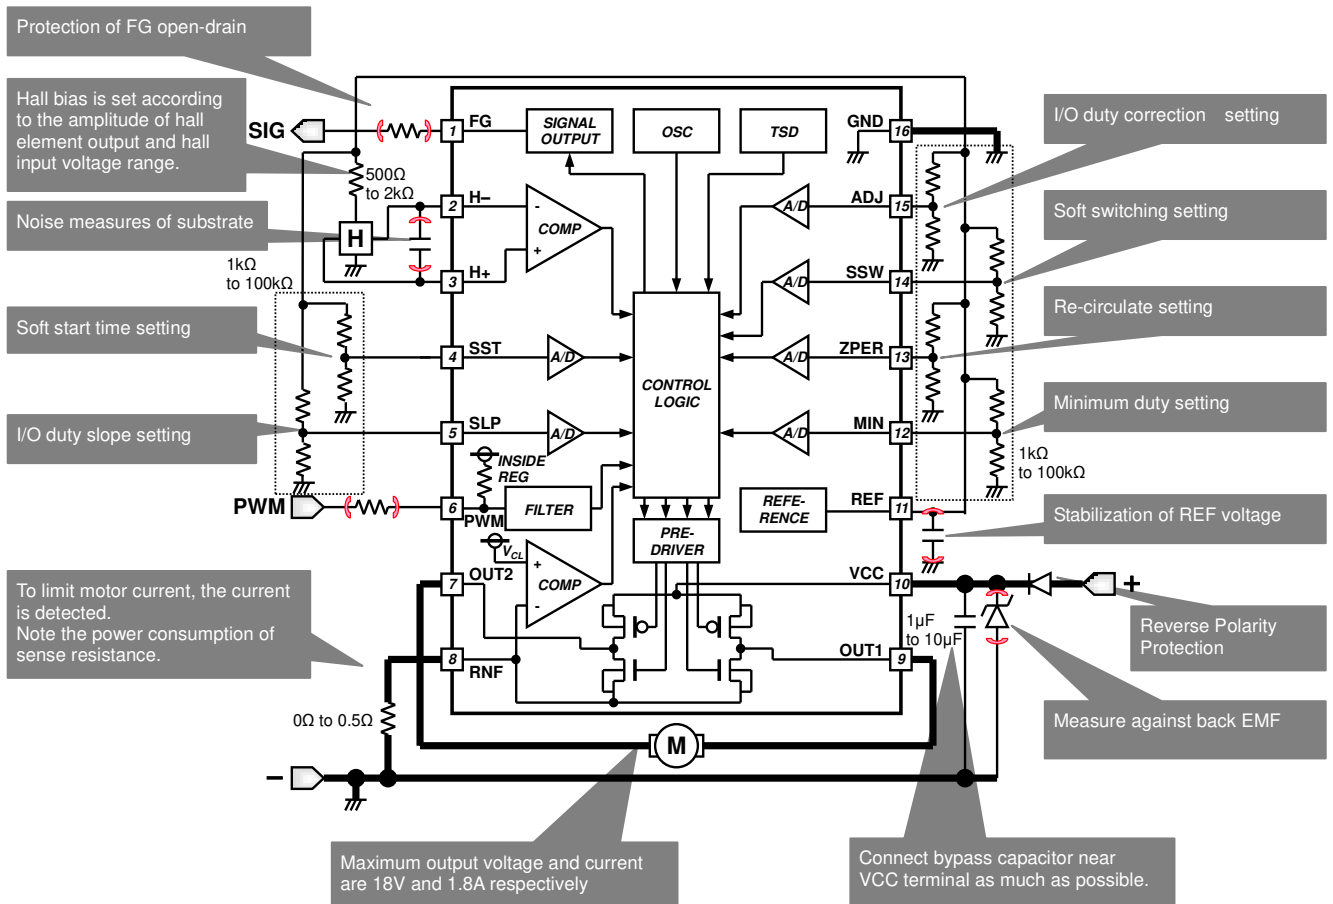 Protection of FG open-drain
Hall bias is set according
to the amplitude of hall
element output and hall
input voltage range.
SIG
500Ω
to 2kΩ
Noise measures of substrate
H
1kΩ
to 100kΩ
Soft start time setting
I/O duty slope setting
PWM
To limit motor current, the current
is detected.
Note the power consumption of
sense resistance.
0Ω to 0.5Ω
−
1
FG
2
H−
3
H+
4
SST
5
SLP
6
PWM
7
OUT2
8
RNF
SIGNAL
OUTPUT
OSC
TSD
-
COMP
+
A/D
A/D
INSIDE
REG
FILTER
VCL
+
COMP
-
CONTROL
LOGIC
PRE-
DRIVER
A/D
A/D
A/D
A/D
REFE-
RENCE
GND
16
ADJ
15
SSW
14
ZPER
13
MIN
12
REF
11
VCC
10
OUT1
9
M
I/O duty correction setting
Soft switching setting
Re-circulate setting
Minimum duty setting
1kΩ
to 100kΩ
Stabilization of REF voltage
+
1µF
to 10µF
Reverse Polarity
Protection
Measure against back EMF
Maximum output voltage and current
are 18V and 1.8A respectively
Connect bypass capacitor near
VCC terminal as much as possible.